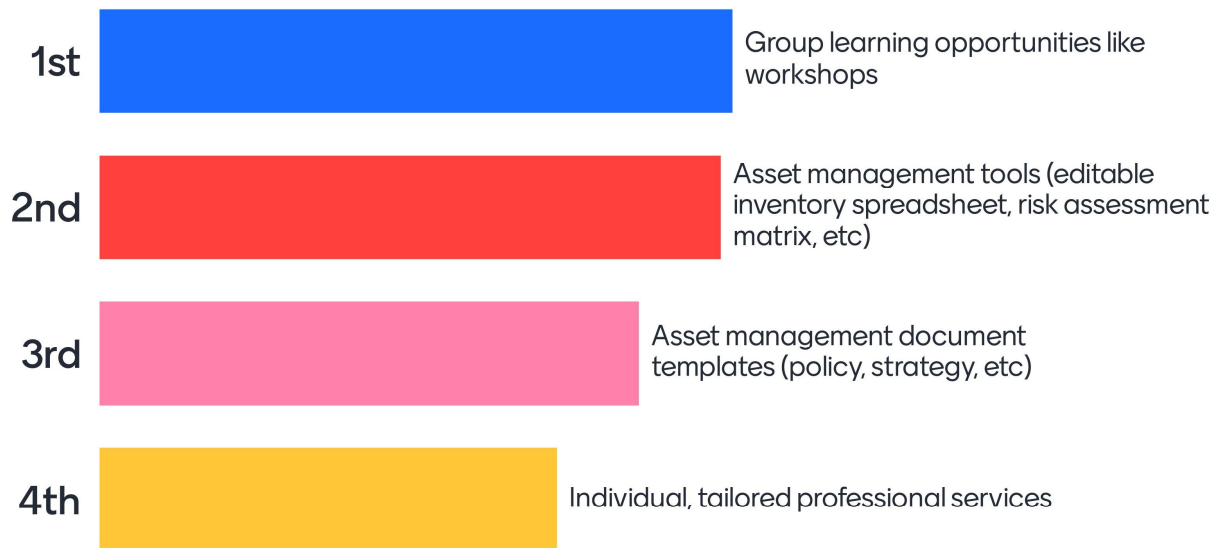 1st
Group learning opportunities like
workshops
2nd
Asset management tools (editable
inventory spreadsheet, risk assessment
matrix, etc)
3rd
Asset management document
templates (policy, strategy, etc)
4th
Individual, tailored professional services